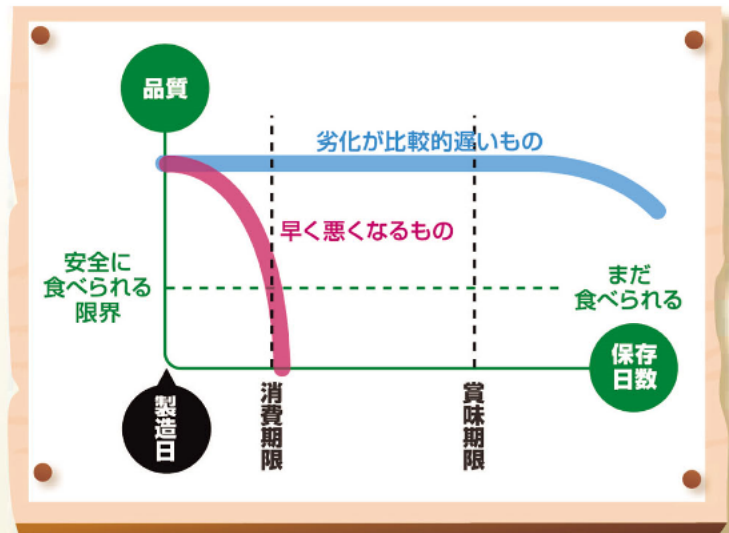 品質
劣化が比較的遅いもの
早く悪くなるもの
安全に
食べられる
限界
まだ
食べられる
保存
日数
製造日
消費期限
賞味期限